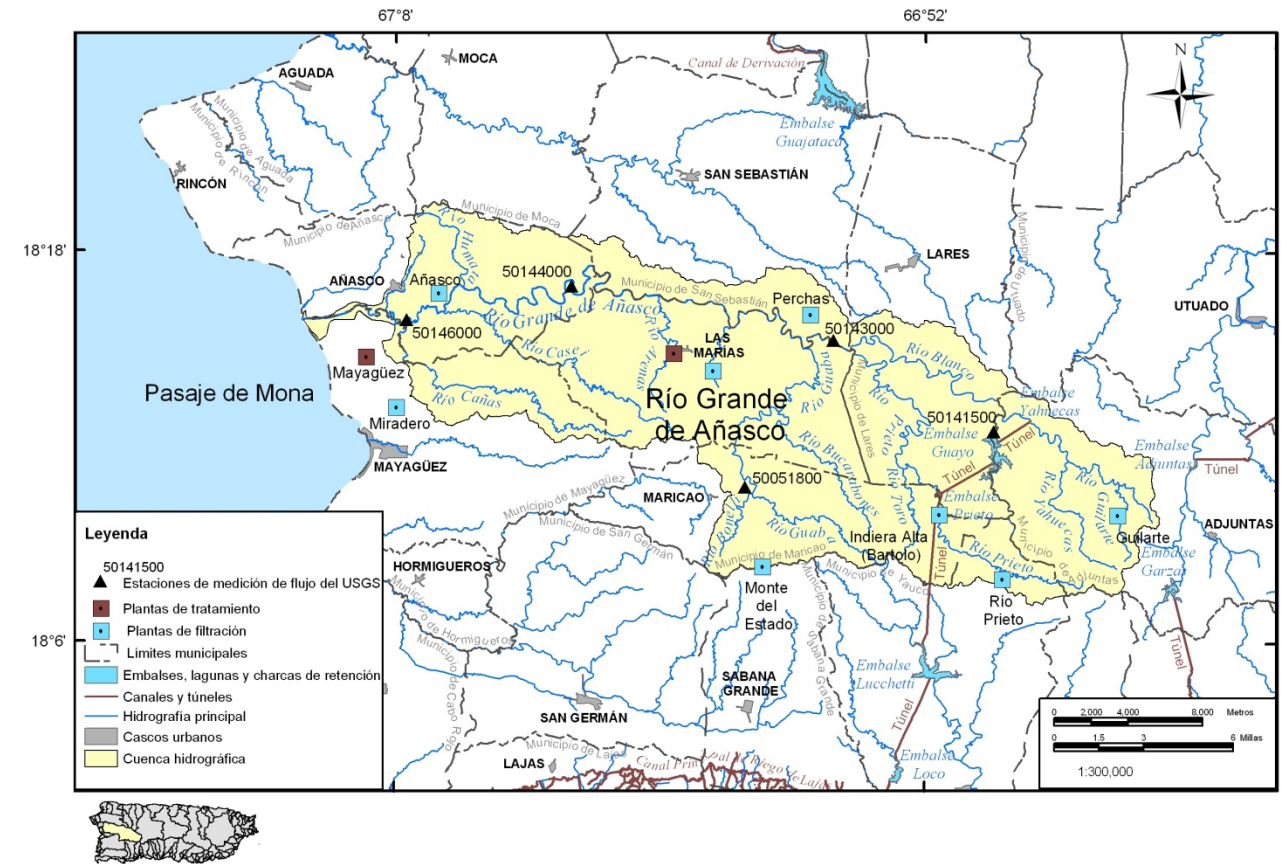 67°8'
66°52'
N
MOCA
AGUADA
Canal de Derivación
Embalse
Guajataca
Municipio de Aguada
Municipio de Rincón
RINCÓN
SAN SEBASTIÁN
Municipio de Añasco
Municipio de Moca
Municipio de Utuado
18°18'
LARES
UTUADO
AÑASCO
Añasco
Río Humata
50144000
Municipio de San Sebastián
Perchas
50146000
Río Grande de Añasco
50143000
Río Casei
Río Arenas
LAS
MARÍAS
Río Blanco
Mayagüez
Pasaje de Mona
Río Cañas
Río Grande
de Añasco
Río Guaba
Municipio de Lares
Río Prieto
Embalse
Yahuecas
50141500
Embalse
Guayo
Túnel
Miradero
MAYAGÜEZ
Embalse
Adjuntas
Túnel
Túnel
50051800
Río Bucarabones
Río Toro
MARICAO
Municipio de Mayagüez
Municipio de San Germán
Río Bonelli
Río Guaba
Indiera Alta
(Bartolo)
Embalse
Prieto
Río Yahuecas
Río Guilarte
Guilarte
ADJUNTAS
Municipio de Maricao
Municipio de Yauco
Túnel
Río Prieto
Municipio de Adjuntas
Embalse
Garzas
HORMIGUEROS
Municipio de Hormigueros
Monte
del
Estado
Río
Prieto
18°6'
Municipio de Sabana Grande
Municipio de Cabo Rojo
SABANA
GRANDE
Embalse
Lucchetti
Túnel
Túnel
SAN GERMÁN
Municipio de Lajas
LAJAS
Canal Principal de Riego de Lajas
Embalse
Loco
Leyenda
50141500
Estaciones de medición de flujo del USGS
Plantas de tratamiento
Plantas de filtración
Límites municipales
Embalses, lagunas y charcas de retención
Canales y túneles
Hidrografía principal
Cascos urbanos
Cuenca hidrográfica
0 2,000 4,000 8,000 Metros
0 1.5 3 6 Millas
1:300,000